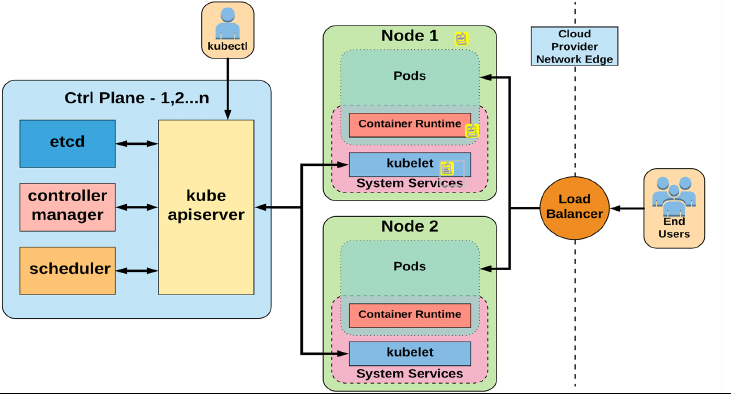 kubectl
Ctrl Plane - 1,2...n
etcd
controller
manager
scheduler
kube
apiserver
Node 1
Pods
Container Runtime
kubelet
System Services
Node 2
Pods
Container Runtime
kubelet
System Services
Cloud
Provider
Network Edge
Load
Balancer
End
Users